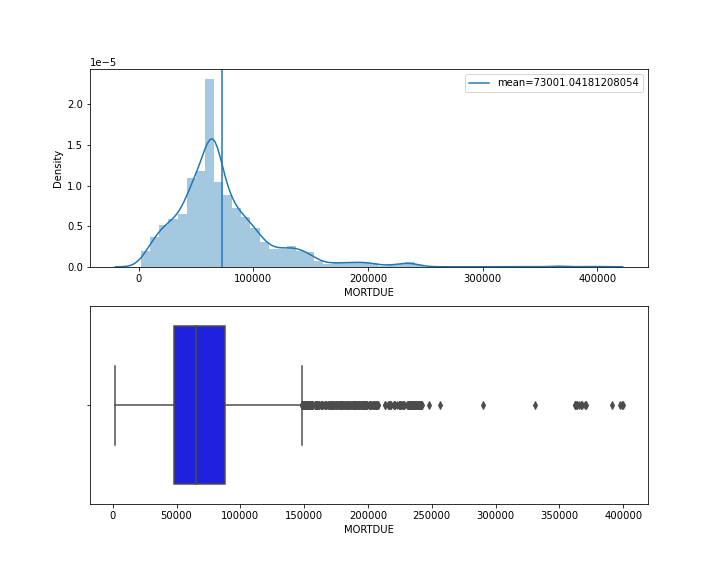 1e−5
mean=73001.04181208054
2.0
1.5
1.0
0.5
0.0
Density
0 100000 200000 300000 400000
MORTDUE
0 50000 100000 150000 200000 250000 300000 350000 400000
MORTDUE